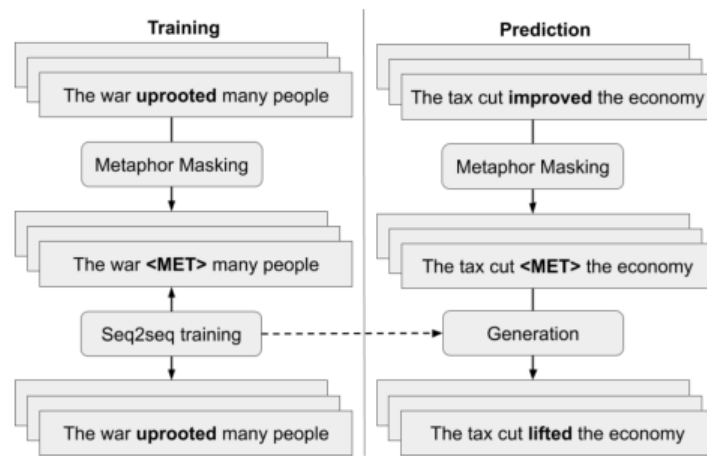 Training
The war uprooted many people
Metaphor Masking
The war <MET> many people
Seq2seq training
The war uprooted many people
Prediction
The tax cut improved the economy
Metaphor Masking
The tax cut <MET> the economy
Generation
The tax cut lifted the economy